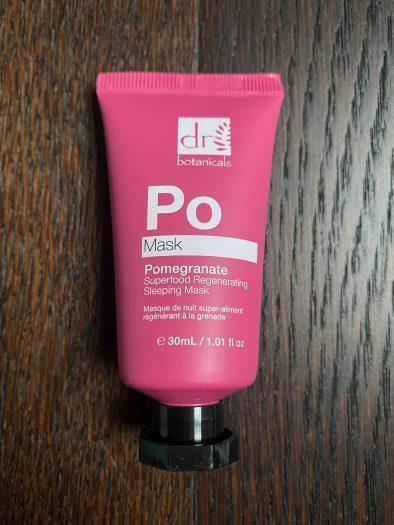 dr
botanicals
Po
Mask
Pomegranate
Superfood Regenerating
Sleeping Mask
Masque de nuit super-aliment
régénérant à la grenade
℮ 30mL / 1.01 fl oz